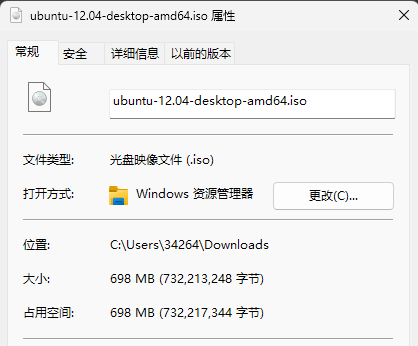 ubuntu-12.04-desktop-amd64.iso 属性
常规 安全 详细信息 以前的版本
ubuntu-12.04-desktop-amd64.iso
文件类型: 光盘映像文件 (.iso)
打开方式: Windows 资源管理器 更改(C)...
位置: C:\Users\34264\Downloads
大小: 698 MB (732,213,248 字节)
占用空间: 698 MB (732,217,344 字节)